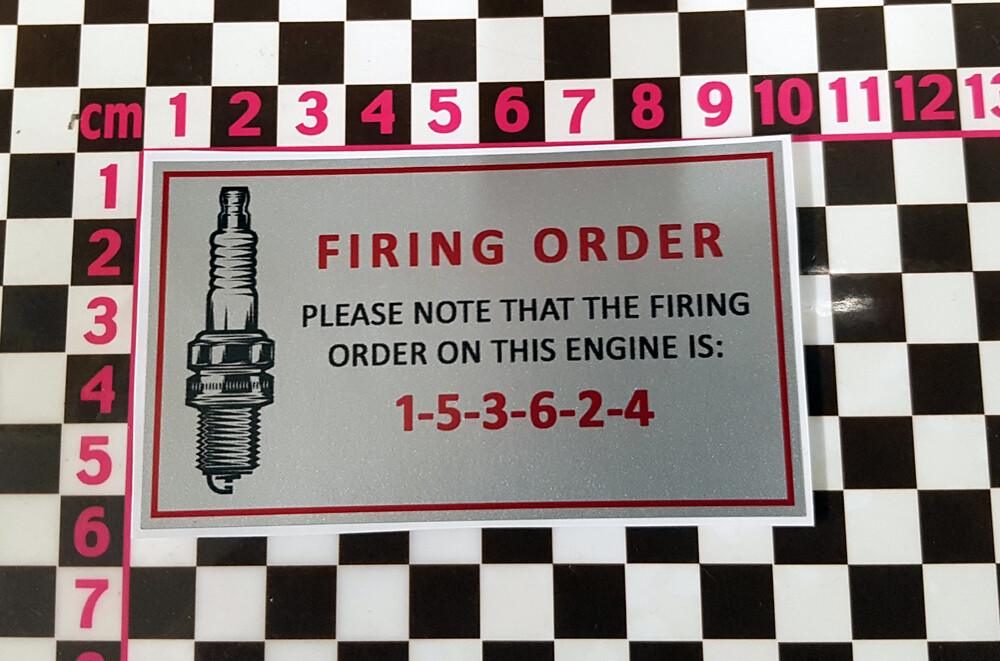 cm 1 2 3 4 5 6 7 8 9 10 11 12
1
2
3
4
5
6
7
FIRING ORDER
PLEASE NOTE THAT THE FIRING
ORDER ON THIS ENGINE IS:
1-5-3-6-2-4